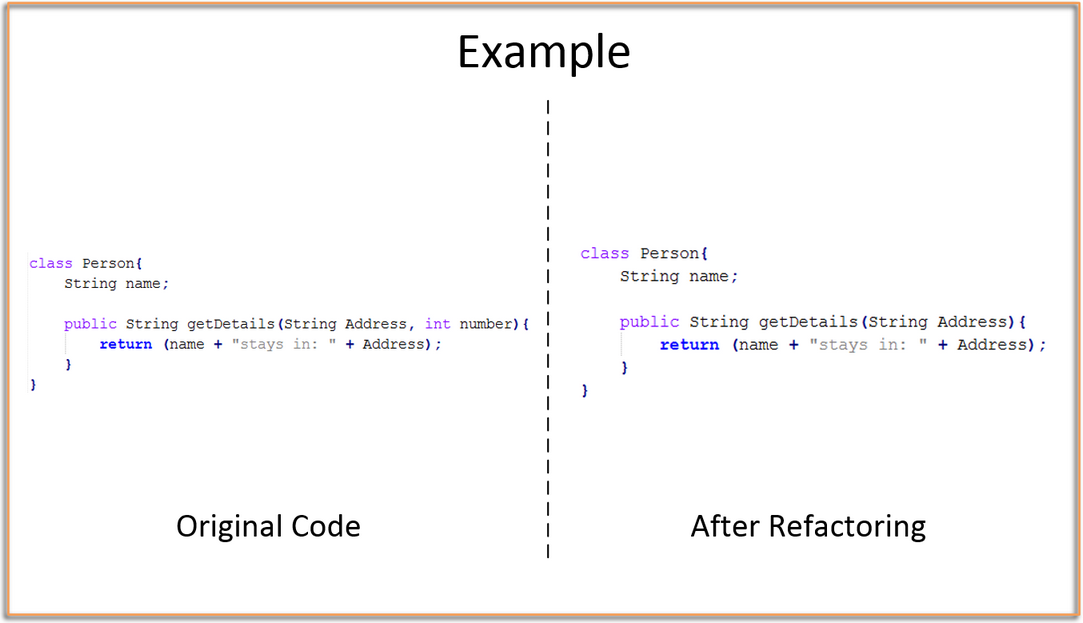 Example
class Person{
    String name;
    public String getDetails(String Address, int number){
        return (name + "stays in: " + Address);
    }
}
Original Code
class Person{
    String name;
    public String getDetails(String Address){
        return (name + "stays in: " + Address);
    }
}
After Refactoring